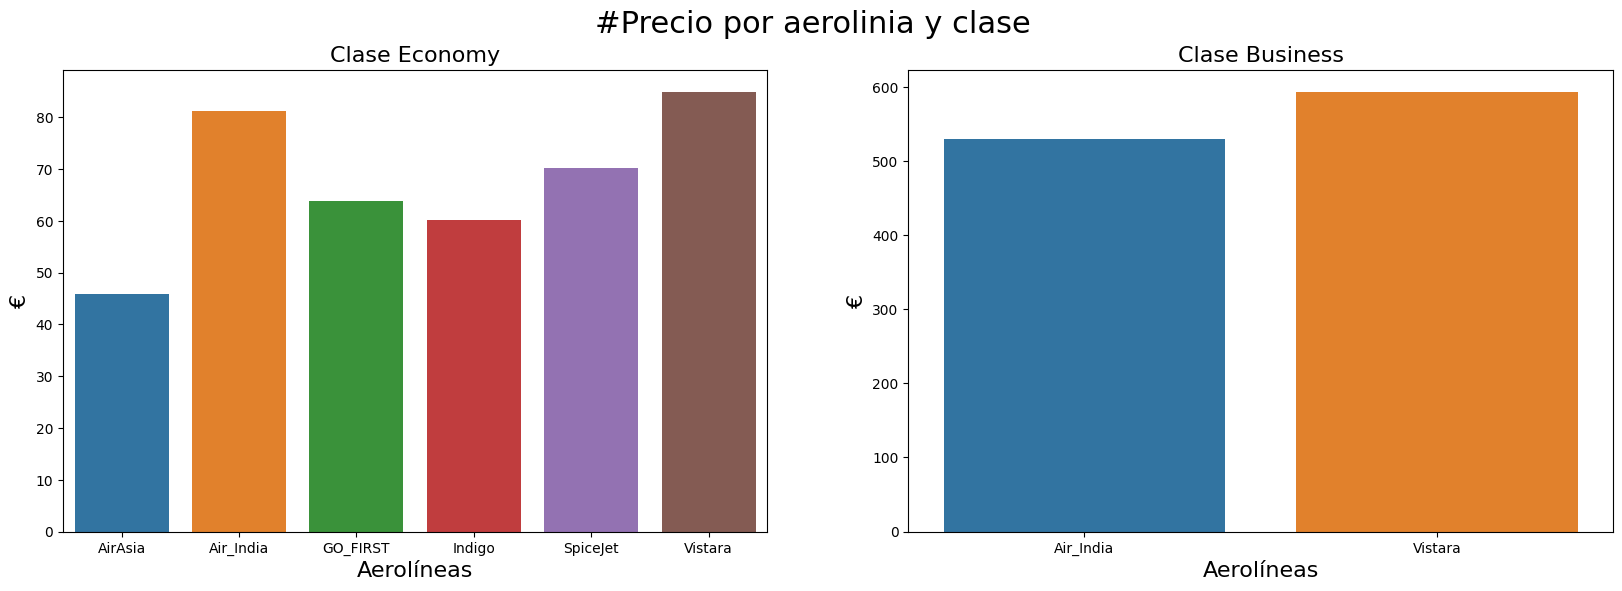 #Precio por aerolinia y clase
Clase Economy
€
80
70
60
50
40
30
20
10
0
AirAsia Air_India GO_FIRST Indigo SpiceJet Vistara
Aerolíneas
Clase Business
€
600
500
400
300
200
100
0
Air_India Vistara
Aerolíneas